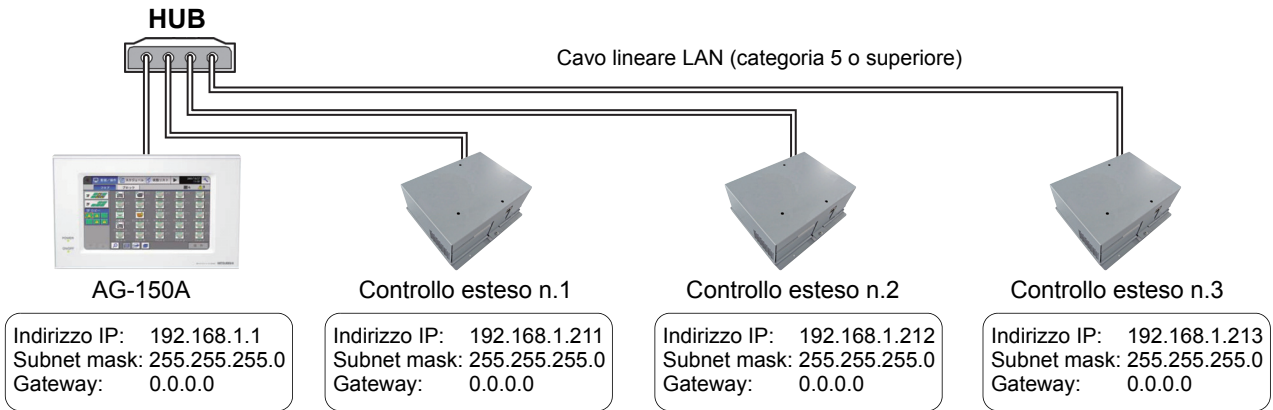 HUB
Cavo lineare LAN (categoria 5 o superiore)
AG-150A
Indirizzo IP: 192.168.1.1
Subnet mask: 255.255.255.0
Gateway: 0.0.0.0
Controllo esteso n.1
Indirizzo IP: 192.168.1.211
Subnet mask: 255.255.255.0
Gateway: 0.0.0.0
Controllo esteso n.2
Indirizzo IP: 192.168.1.212
Subnet mask: 255.255.255.0
Gateway: 0.0.0.0
Controllo esteso n.3
Indirizzo IP: 192.168.1.213
Subnet mask: 255.255.255.0
Gateway: 0.0.0.0